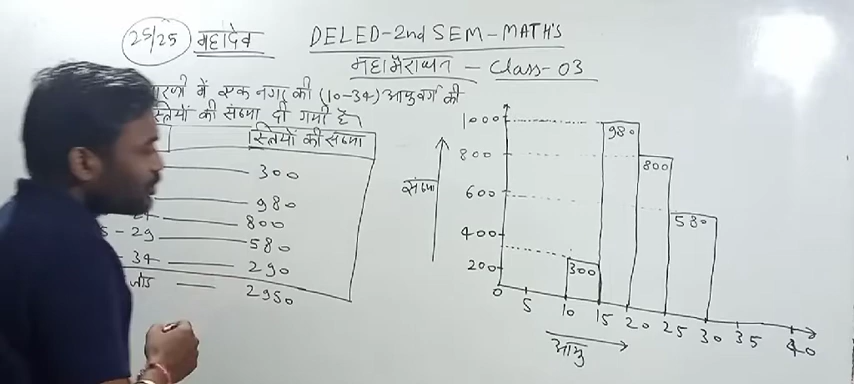 25/25 महादेव DELED-2nd SEM-MATH'S
महामैराथन - Class-03
में एक नगर की (10-34) आयुवर्ग की
स्त्रियों की संख्या दी गयी है।
स्त्रियों की संख्या
300
980
800
- 29 580
34 290
2950
1000
800
600
400
200
संख्या
300
980
800
580
0 5 10 15 20 25 30 35 40
आयु